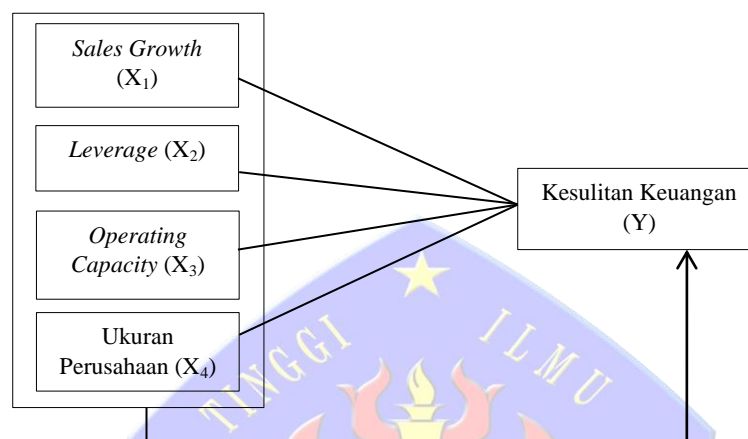 Sales Growth
(X₁)
Leverage (X₂)
Operating
Capacity (X₃)
Ukuran
Perusahaan (X₄)
Kesulitan Keuangan
(Y)
TINGGI ILMU